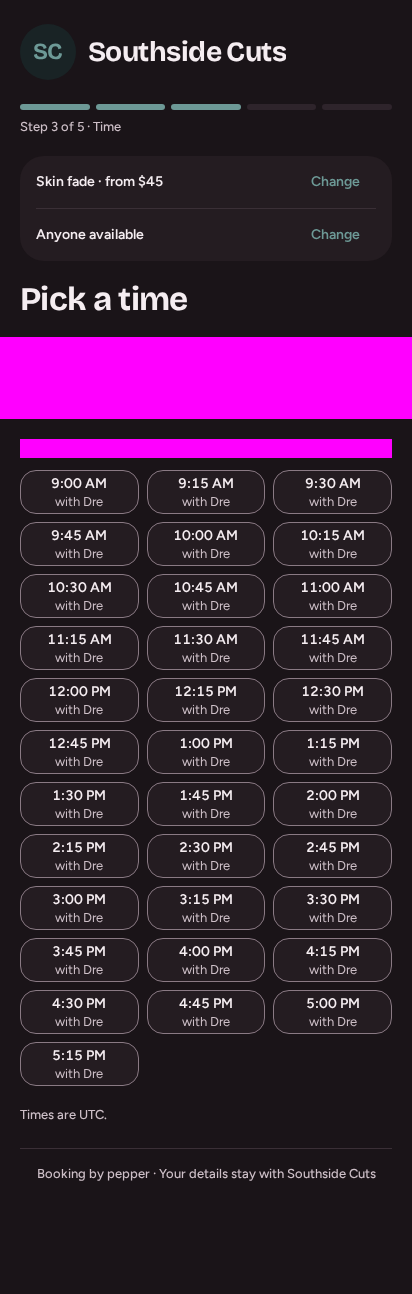 SC
Southside Cuts
Step 3 of 5 · Time
Skin fade · from $45
Change
Anyone available
Change
Pick a time
9:00 AM
with Dre
9:15 AM
with Dre
9:30 AM
with Dre
9:45 AM
with Dre
10:00 AM
with Dre
10:15 AM
with Dre
10:30 AM
with Dre
10:45 AM
with Dre
11:00 AM
with Dre
11:15 AM
with Dre
11:30 AM
with Dre
11:45 AM
with Dre
12:00 PM
with Dre
12:15 PM
with Dre
12:30 PM
with Dre
12:45 PM
with Dre
1:00 PM
with Dre
1:15 PM
with Dre
1:30 PM
with Dre
1:45 PM
with Dre
2:00 PM
with Dre
2:15 PM
with Dre
2:30 PM
with Dre
2:45 PM
with Dre
3:00 PM
with Dre
3:15 PM
with Dre
3:30 PM
with Dre
3:45 PM
with Dre
4:00 PM
with Dre
4:15 PM
with Dre
4:30 PM
with Dre
4:45 PM
with Dre
5:00 PM
with Dre
5:15 PM
with Dre
Times are UTC.
Booking by pepper · Your details stay with Southside Cuts